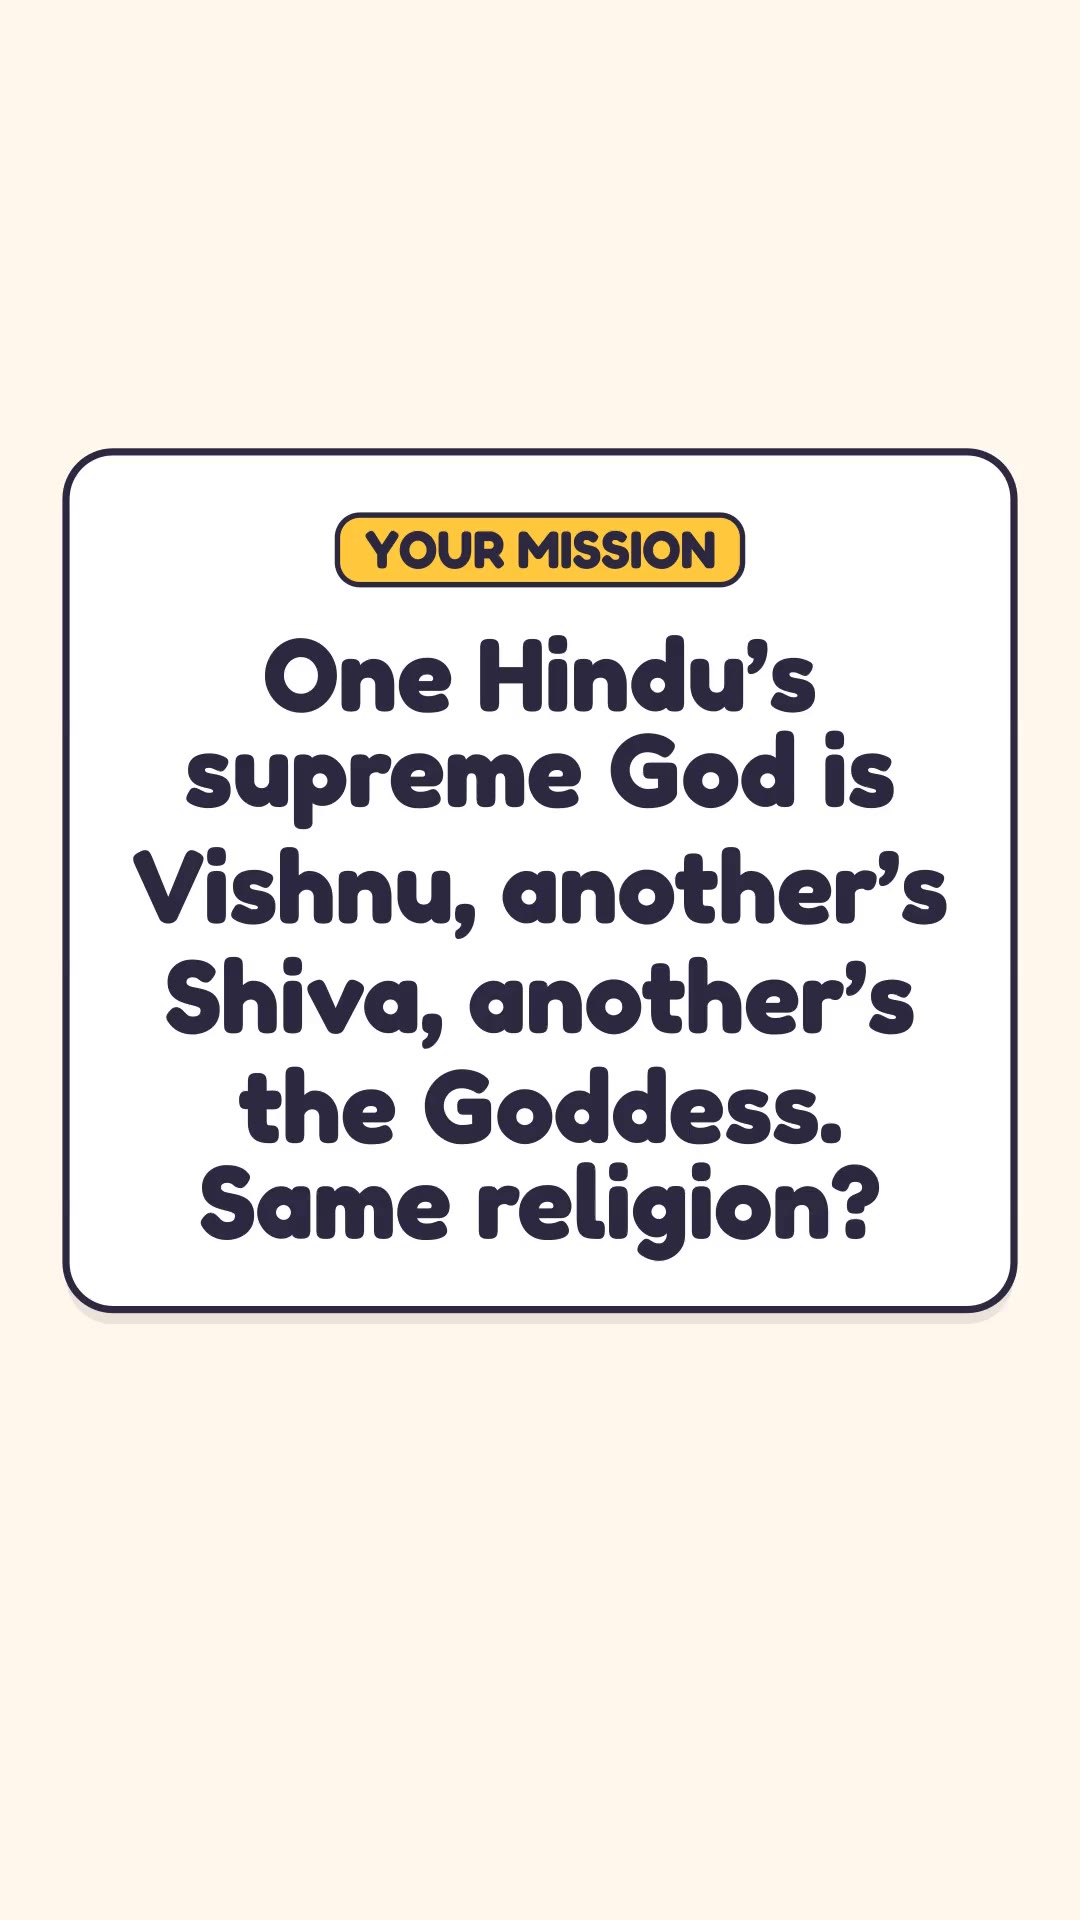 YOUR MISSION
One Hindu’s
supreme God is
Vishnu, another’s
Shiva, another’s
the Goddess.
Same religion?